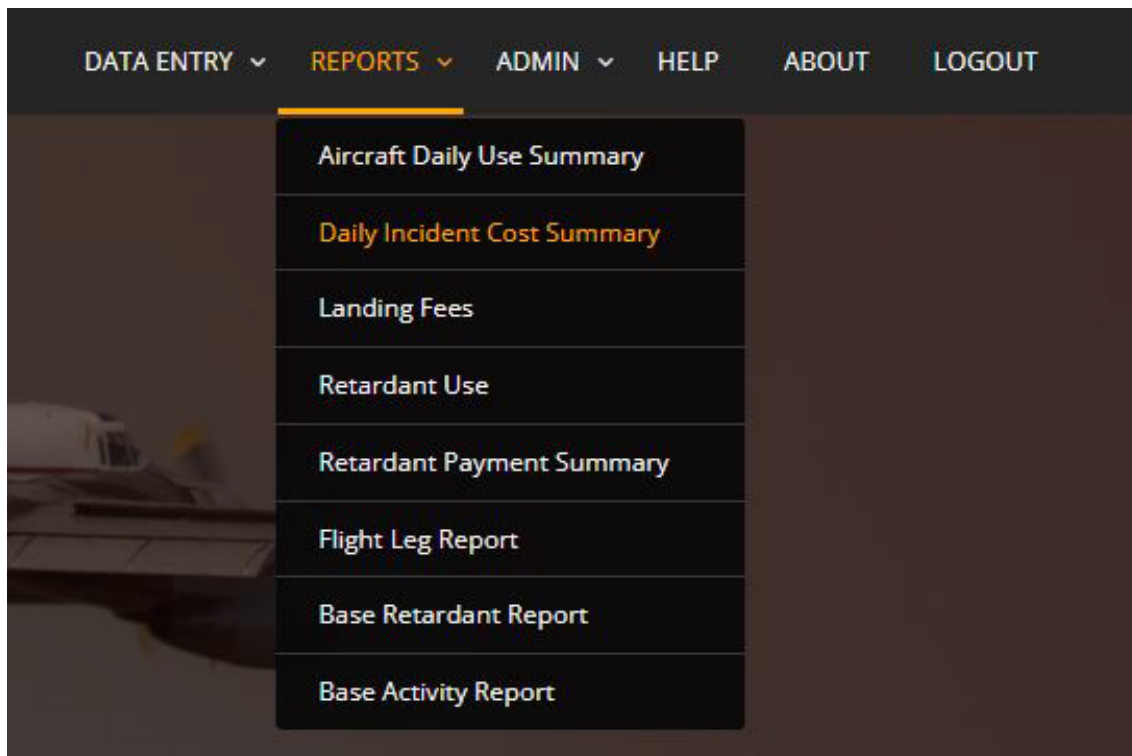 DATA ENTRY REPORTS ADMIN HELP ABOUT LOGOUT
Aircraft Daily Use Summary
Daily Incident Cost Summary
Landing Fees
Retardant Use
Retardant Payment Summary
Flight Leg Report
Base Retardant Report
Base Activity Report